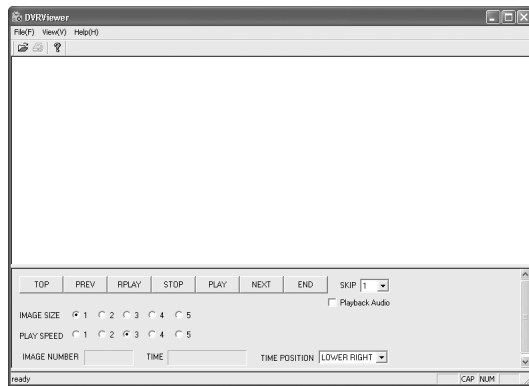 DVRViewer
File(F) View(V) Help(H)
TOP PREV RPLAY STOP PLAY NEXT END SKIP 1
Playback Audio
IMAGE SIZE 1 2 3 4 5
PLAY SPEED 1 2 3 4 5
IMAGE NUMBER TIME TIME POSITION LOWER RIGHT
ready CAP NUM